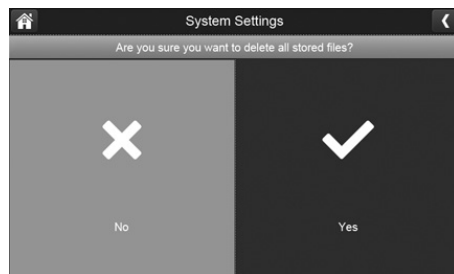 System Settings
Are you sure you want to delete all stored files?
No
Yes